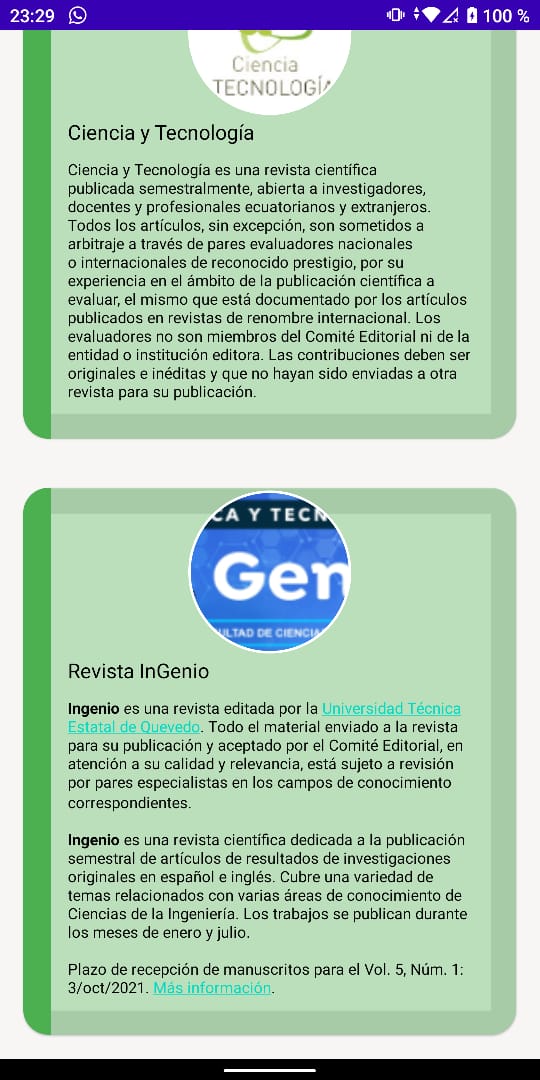 23:29
100 %
Ciencia
TECNOLOGÍA
Ciencia y Tecnología
Ciencia y Tecnología es una revista científica
publicada semestralmente, abierta a investigadores,
docentes y profesionales ecuatorianos y extranjeros.
Todos los artículos, sin excepción, son sometidos a
arbitraje a través de pares evaluadores nacionales
o internacionales de reconocido prestigio, por su
experiencia en el ámbito de la publicación científica a
evaluar, el mismo que está documentado por los artículos
publicados en revistas de renombre internacional. Los
evaluadores no son miembros del Comité Editorial ni de la
entidad o institución editora. Las contribuciones deben ser
originales e inéditas y que no hayan sido enviadas a otra
revista para su publicación.
CA Y TECN
Gen
ULTAD DE CIENCIA
Revista InGenio
Ingenio es una revista editada por la Universidad Técnica
Estatal de Quevedo. Todo el material enviado a la revista
para su publicación y aceptado por el Comité Editorial, en
atención a su calidad y relevancia, está sujeto a revisión
por pares especialistas en los campos de conocimiento
correspondientes.
Ingenio es una revista científica dedicada a la publicación
semestral de artículos de resultados de investigaciones
originales en español e inglés. Cubre una variedad de
temas relacionados con varias áreas de conocimiento de
Ciencias de la Ingeniería. Los trabajos se publican durante
los meses de enero y julio.
Plazo de recepción de manuscritos para el Vol. 5, Núm. 1:
3/oct/2021. Más información.